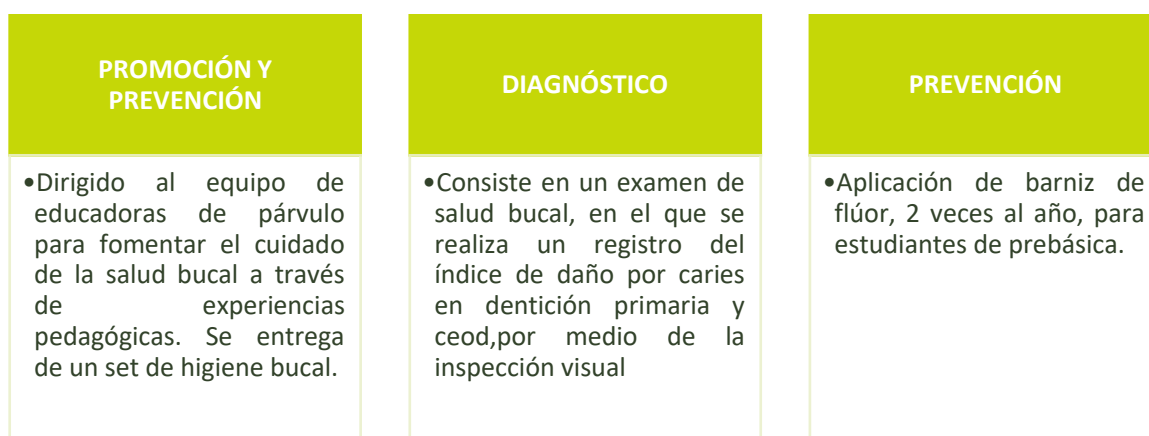 PROMOCIÓN Y
PREVENCIÓN
•Dirigido al equipo de
educadoras de párvulo
para fomentar el cuidado
de la salud bucal a través
de experiencias
pedagógicas. Se entrega
de un set de higiene bucal.
DIAGNÓSTICO
•Consiste en un examen de
salud bucal, en el que se
realiza un registro del
índice de daño por caries
en dentición primaria y
ceod,por medio de la
inspección visual
PREVENCIÓN
•Aplicación de barniz de
flúor, 2 veces al año, para
estudiantes de prebásica.